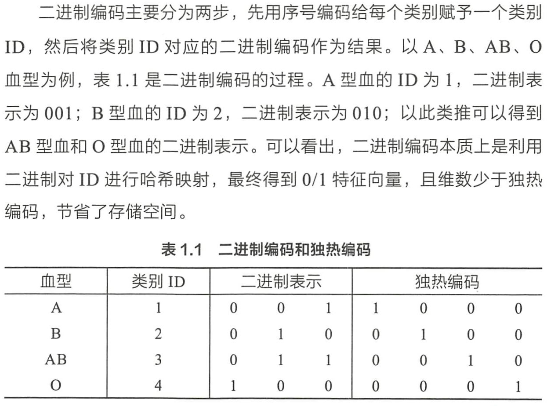 二进制编码主要分为两步，先用序号编码给每个类别赋予一个类别
ID，然后将类别 ID 对应的二进制编码作为结果。以 A、B、AB、O
血型为例，表 1.1 是二进制编码的过程。A 型血的 ID 为 1，二进制表
示为 001；B 型血的 ID 为 2，二进制表示为 010；以此类推可以得到
AB 型血和 O 型血的二进制表示。可以看出，二进制编码本质上是利用
二进制对 ID 进行哈希映射，最终得到 0/1 特征向量，且维数少于独热
编码，节省了存储空间。
表 1.1 二进制编码和独热编码
血型 类别 ID 二进制表示 独热编码
A 1 0 0 1 1 0 0 0
B 2 0 1 0 0 1 0 0
AB 3 0 1 1 0 0 1 0
O 4 1 0 0 0 0 0 1